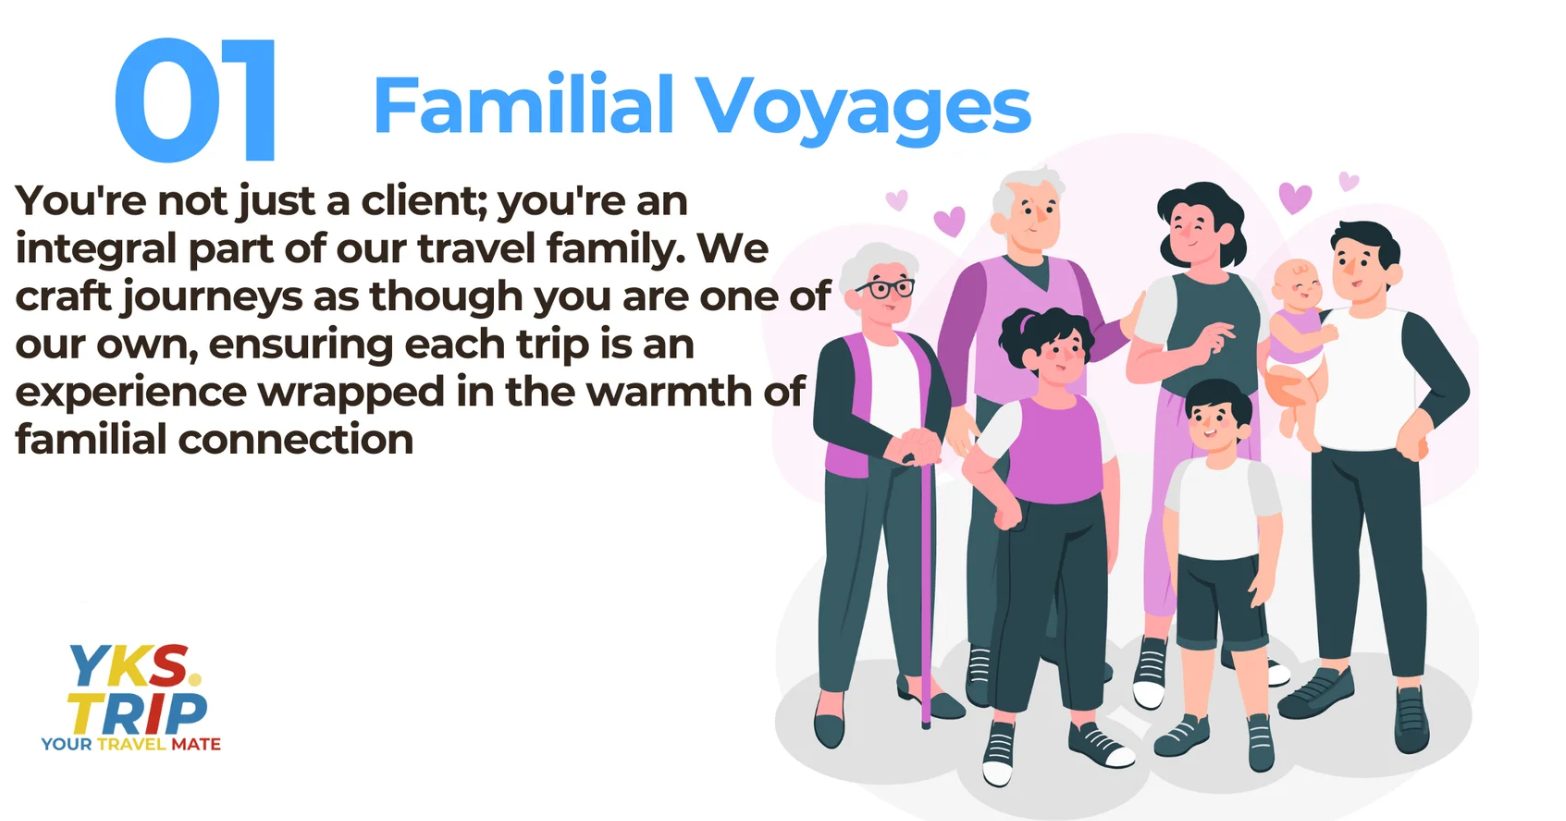 01
Familial Voyages
You're not just a client; you're an
integral part of our travel family. We
craft journeys as though you are one of
our own, ensuring each trip is an
experience wrapped in the warmth of
familial connection
YKS.
TRIP
YOUR TRAVEL MATE